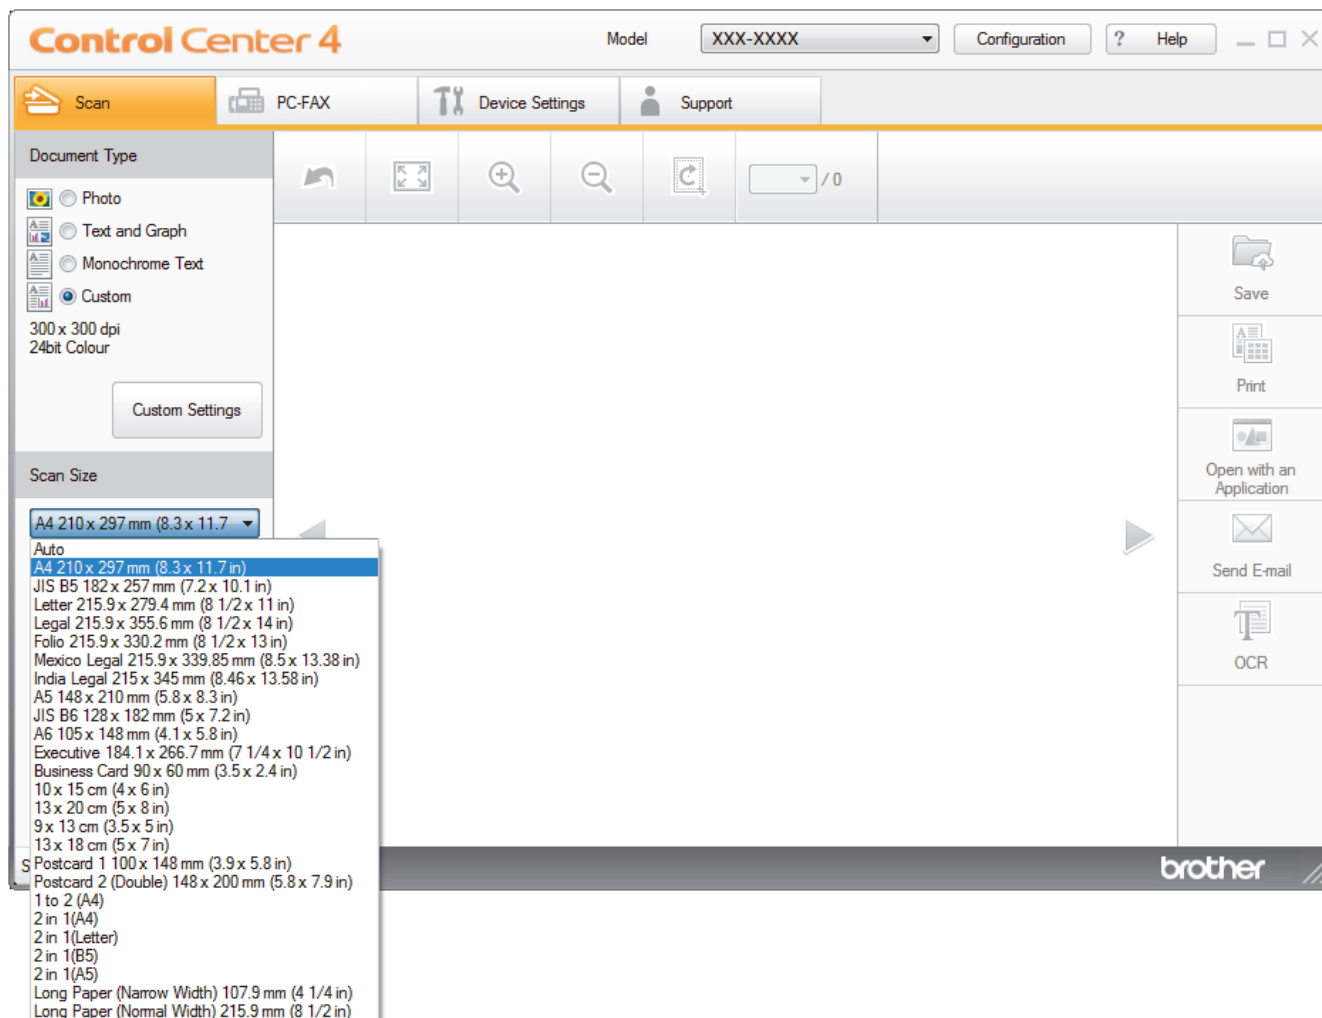 Control Center 4
Model
XXX-XXXX
Configuration
? Help
Scan
PC-FAX
Device Settings
Support
Document Type
/ 0
Photo
Text and Graph
Monochrome Text
Custom
300 x 300 dpi
24bit Colour
Custom Settings
Scan Size
A4 210 x 297 mm (8.3 x 11.7
Auto
A4 210 x 297 mm (8.3 x 11.7 in)
JIS B5 182 x 257 mm (7.2 x 10.1 in)
Letter 215.9 x 279.4 mm (8 1/2 x 11 in)
Legal 215.9 x 355.6 mm (8 1/2 x 14 in)
Folio 215.9 x 330.2 mm (8 1/2 x 13 in)
Mexico Legal 215.9 x 339.85 mm (8.5 x 13.38 in)
India Legal 215 x 345 mm (8.46 x 13.58 in)
A5 148 x 210 mm (5.8 x 8.3 in)
JIS B6 128 x 182 mm (5 x 7.2 in)
A6 105 x 148 mm (4.1 x 5.8 in)
Executive 184.1 x 266.7 mm (7 1/4 x 10 1/2 in)
Business Card 90 x 60 mm (3.5 x 2.4 in)
10 x 15 cm (4 x 6 in)
13 x 20 cm (5 x 8 in)
9 x 13 cm (3.5 x 5 in)
13 x 18 cm (5 x 7 in)
Postcard 1 100 x 148 mm (3.9 x 5.8 in)
Postcard 2 (Double) 148 x 200 mm (5.8 x 7.9 in)
1 to 2 (A4)
2 in 1(A4)
2 in 1(Letter)
2 in 1(B5)
2 in 1(A5)
Long Paper (Narrow Width) 107.9 mm (4 1/4 in)
Long Paper (Normal Width) 215.9 mm (8 1/2 in)
Save
Print
Open with an
Application
Send E-mail
OCR
brother